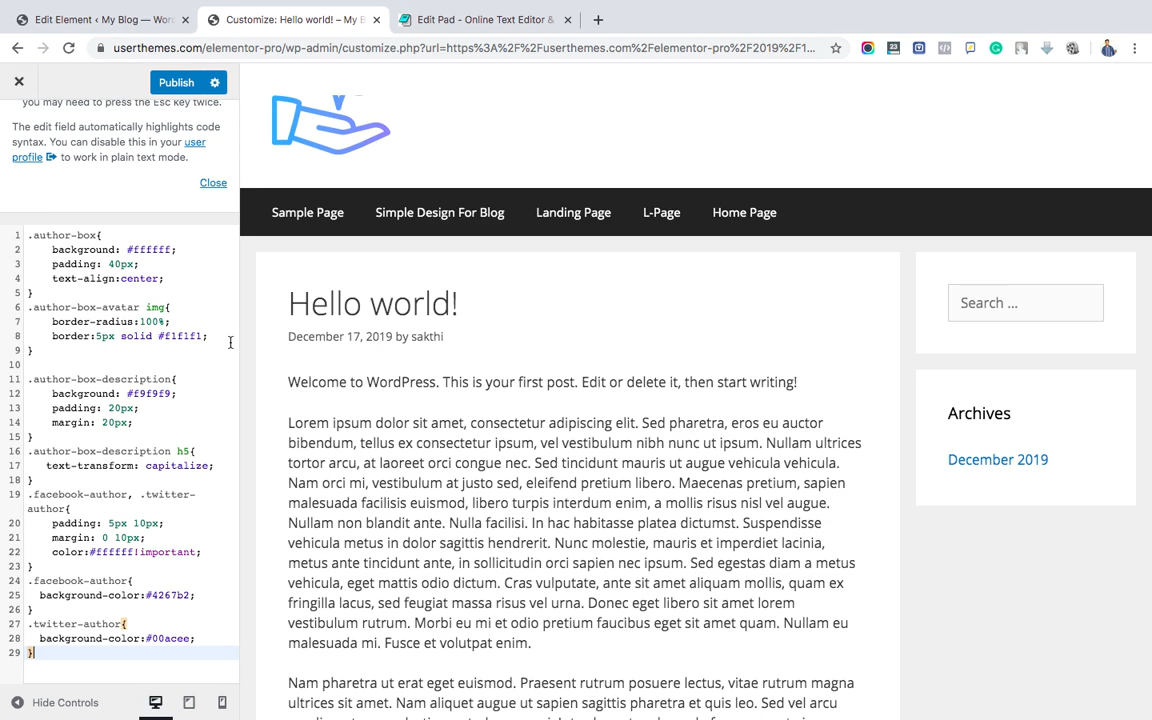 Edit Element ‹ My Blog — Wor
Customize: Hello world! – My B
Edit Pad - Online Text Editor &
userthemes.com/elementor-pro/wp-admin/customize.php?url=https%3A%2F%2Fuserthemes.com%2Felementor-pro%2F2019%2F1...
23
Publish
you may need to press the Esc key twice.
The edit field automatically highlights code
syntax. You can disable this in your user
profile to work in plain text mode.
Close
1 .author-box{
2 background: #ffffff;
3 padding: 40px;
4 text-align:center;
5 }
6 .author-box-avatar img{
7 border-radius:100%;
8 border:5px solid #f1f1f1;
9 }
10
11 .author-box-description{
12 background: #f9f9f9;
13 padding: 20px;
14 margin: 20px;
15 }
16 .author-box-description h5{
17 text-transform: capitalize;
18 }
19 .facebook-author, .twitter-
author{
20 padding: 5px 10px;
21 margin: 0 10px;
22 color:#ffffff!important;
23 }
24 .facebook-author{
25 background-color:#4267b2;
26 }
27 .twitter-author{
28 background-color:#00acee;
29 }
Hide Controls
Sample Page Simple Design For Blog Landing Page L-Page Home Page
Hello world!
December 17, 2019 by sakthi
Welcome to WordPress. This is your first post. Edit or delete it, then start writing!
Lorem ipsum dolor sit amet, consectetur adipiscing elit. Sed pharetra, eros eu auctor
bibendum, tellus ex consectetur ipsum, vel vestibulum nibh nunc ut ipsum. Nullam ultrices
tortor arcu, at laoreet orci congue nec. Sed tincidunt mauris ut augue vehicula vehicula.
Nam orci mi, vestibulum at justo sed, eleifend pretium libero. Maecenas pretium, sapien
malesuada facilisis euismod, libero turpis interdum enim, a mollis risus nisl vel augue.
Nullam non blandit ante. Nulla facilisi. In hac habitasse platea dictumst. Suspendisse
vehicula metus in dolor sagittis hendrerit. Nunc molestie, mauris et imperdiet lacinia,
metus ante tincidunt ante, in sollicitudin orci sapien nec ipsum. Sed egestas diam a metus
vehicula, eget mattis odio dictum. Cras vulputate, ante sit amet aliquam mollis, quam ex
fringilla lacus, sed feugiat massa risus vel urna. Donec eget libero sit amet lorem
vestibulum rutrum. Morbi eu mi et odio pretium faucibus eget sit amet quam. Nullam eu
malesuada mi. Fusce et volutpat enim.
Nam pharetra ut erat eget euismod. Praesent rutrum posuere lectus, vitae rutrum magna
ultrices sit amet. Nam aliquet augue ut sapien sagittis pharetra et quis leo. Sed vel arcu
Search ...
Archives
December 2019